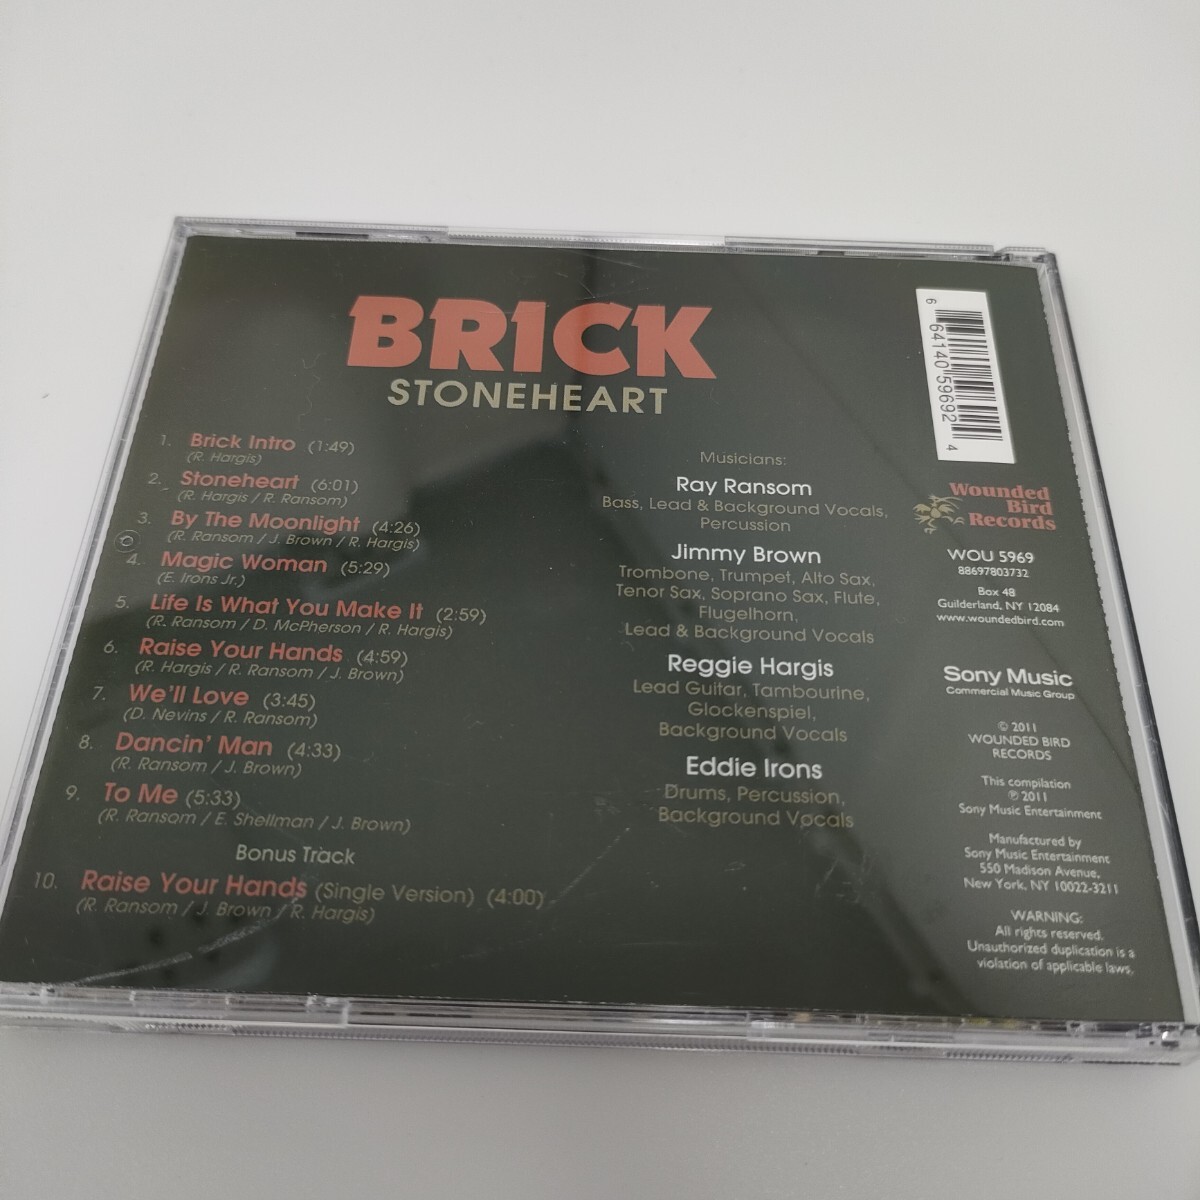 BRICK
STONEHEART
1. Brick Intro (1:49)
(R. Hargis)
2. Stoneheart (6:01)
(R. Hargis / R. Ransom)
3. By The Moonlight (4:26)
(R. Ransom / J. Brown / R. Hargis)
4. Magic Woman (5:29)
(E. Irons Jr.)
5. Life Is What You Make It (2:59)
(R. Ransom / D. McPherson / R. Hargis)
6. Raise Your Hands (4:59)
(R. Hargis / R. Ransom / J. Brown)
7. We'll Love (3:45)
(D. Nevins / R. Ransom)
8. Dancin' Man (4:33)
(R. Ransom / J. Brown)
9. To Me (5:33)
(R. Ransom / E. Shellman / J. Brown)
Bonus Track
10. Raise Your Hands (Single Version) (4:00)
(R. Ransom / J. Brown / R. Hargis)
Musicians:
Ray Ransom
Bass, Lead & Background Vocals,
Percussion
Jimmy Brown
Trombone, Trumpet, Alto Sax,
Tenor Sax, Soprano Sax, Flute,
Flugelhorn,
Lead & Background Vocals
Reggie Hargis
Lead Guitar, Tambourine,
Glockenspiel,
Background Vocals
Eddie Irons
Drums, Percussion,
Background Vocals
6 64140 59692 4
Wounded
Bird
Records
WOU 5969
88697803732
Box 48
Guilderland, NY 12084
www.woundedbird.com
Sony Music
Commercial Music Group
© 2011
WOUNDED BIRD
RECORDS
This compilation
℗ 2011
Sony Music Entertainment
Manufactured by
Sony Music Entertainment
550 Madison Avenue,
New York, NY 10022-3211
WARNING:
All rights reserved.
Unauthorized duplication is a
violation of applicable laws.